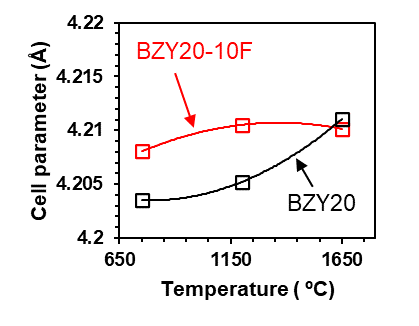 4.22
BZY20-10F
4.215
4.21
4.205
BZY20
4.2
650
1150
1650
Cell parameter (Å)
Temperature ( ºC)